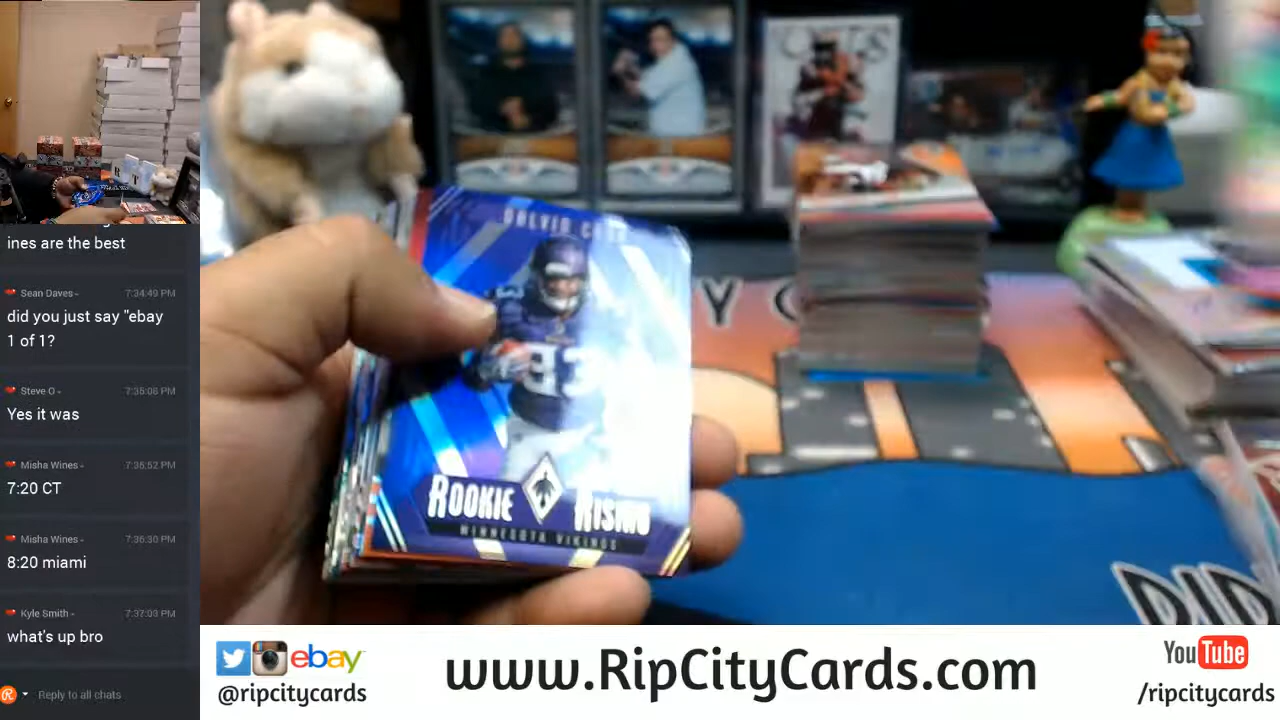 ines are the best
Sean Daves-
7:34:49 PM
did you just say "ebay
1 of 1?
Steve O-
7:35:08 PM
Yes it was
Misha Wines-
7:35:52 PM
7:20 CT
Misha Wines-
7:36:30 PM
8:20 miami
Kyle Smith-
7:37:03 PM
what's up bro
Reply to all chats
DALVIN COOK
33
ROOKIE RISING
MINNESOTA VIKINGS
Y C
RIP
ebay
@ripcitycards
www.RipCityCards.com
YouTube
/ripcitycards